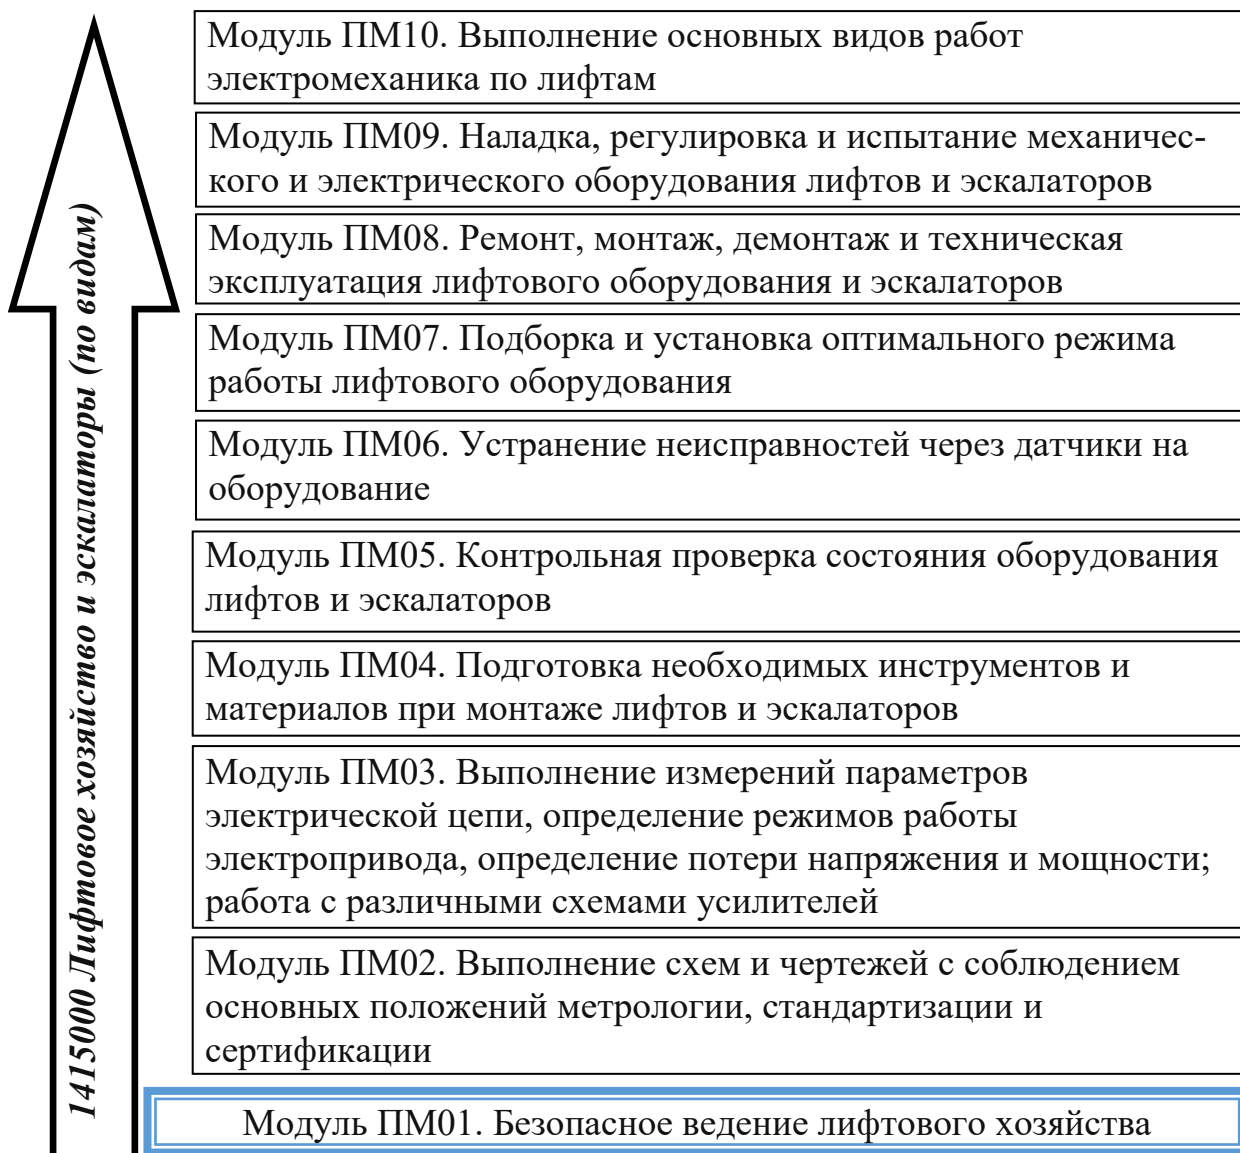 Модуль ПМ10. Выполнение основных видов работ
электромеханика по лифтам
Модуль ПМ09. Наладка, регулировка и испытание механичес-
кого и электрического оборудования лифтов и эскалаторов
Модуль ПМ08. Ремонт, монтаж, демонтаж и техническая
эксплуатация лифтового оборудования и эскалаторов
Модуль ПМ07. Подборка и установка оптимального режима
работы лифтового оборудования
Модуль ПМ06. Устранение неисправностей через датчики на
оборудование
Модуль ПМ05. Контрольная проверка состояния оборудования
лифтов и эскалаторов
Модуль ПМ04. Подготовка необходимых инструментов и
материалов при монтаже лифтов и эскалаторов
Модуль ПМ03. Выполнение измерений параметров
электрической цепи, определение режимов работы
электропривода, определение потери напряжения и мощности;
работа с различными схемами усилителей
Модуль ПМ02. Выполнение схем и чертежей с соблюдением
основных положений метрологии, стандартизации и
сертификации
Модуль ПМ01. Безопасное ведение лифтового хозяйства
1415000 Лифтовое хозяйство и эскалаторы (по видам)